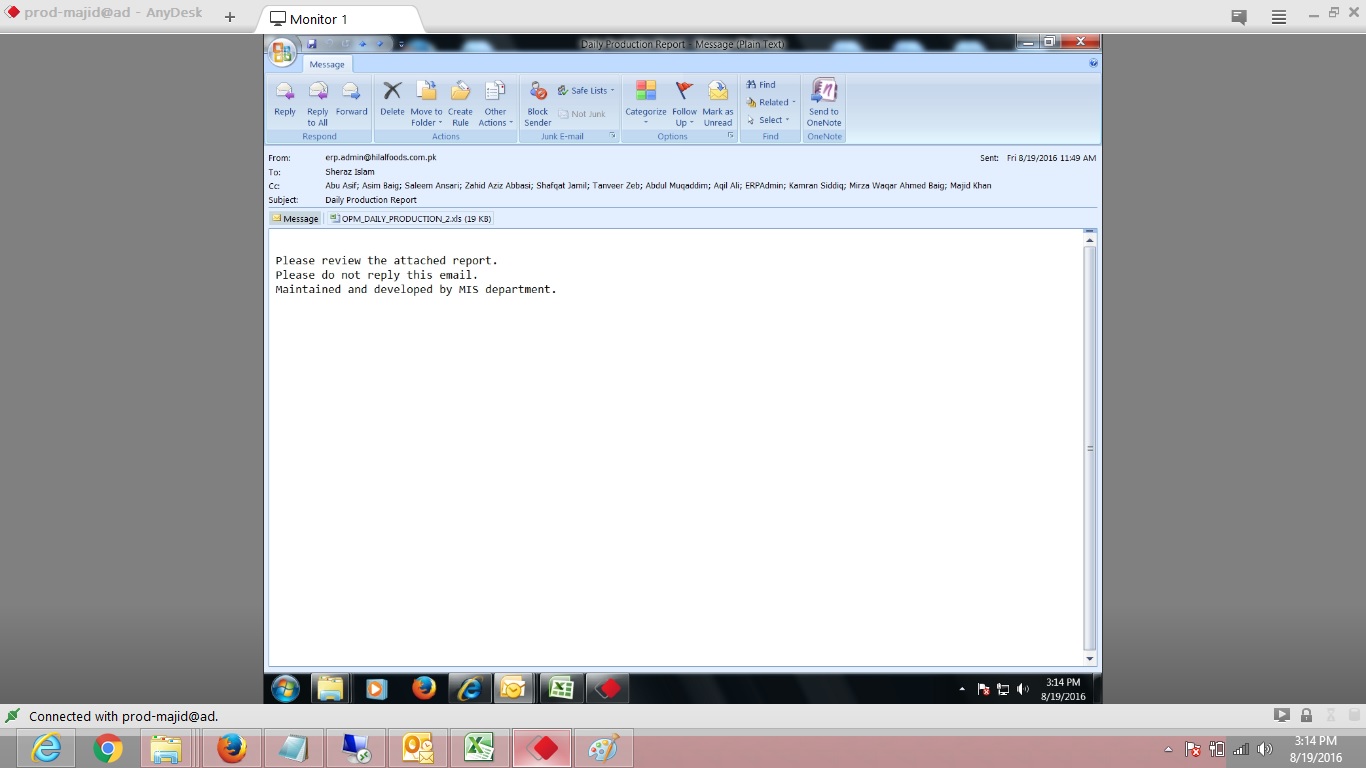 prod-majid@ad - AnyDesk
Monitor 1
Daily Production Report - Message (Plain Text)
Message
Reply
Reply to All
Forward
Respond
Delete
Move to Folder
Create Rule
Other Actions
Actions
Block Sender
Safe Lists
Not Junk
Junk E-mail
Categorize
Follow Up
Mark as Unread
Options
Find
Related
Select
Find
Send to OneNote
OneNote
From: erp.admin@hilalfoods.com.pk
Sent: Fri 8/19/2016 11:49 AM
To: Sheraz Islam
Cc: Abu Asif; Asim Baig; Saleem Ansari; Zahid Aziz Abbasi; Shafqat Jamil; Tanveer Zeb; Abdul Muqaddim; Aqil Ali; ERPAdmin; Kamran Siddiq; Mirza Waqar Ahmed Baig; Majid Khan
Subject: Daily Production Report
Message
OPM_DAILY_PRODUCTION_2.xls (19 KB)
Please review the attached report.
Please do not reply this email.
Maintained and developed by MIS department.
3:14 PM
8/19/2016
Connected with prod-majid@ad.
3:14 PM
8/19/2016